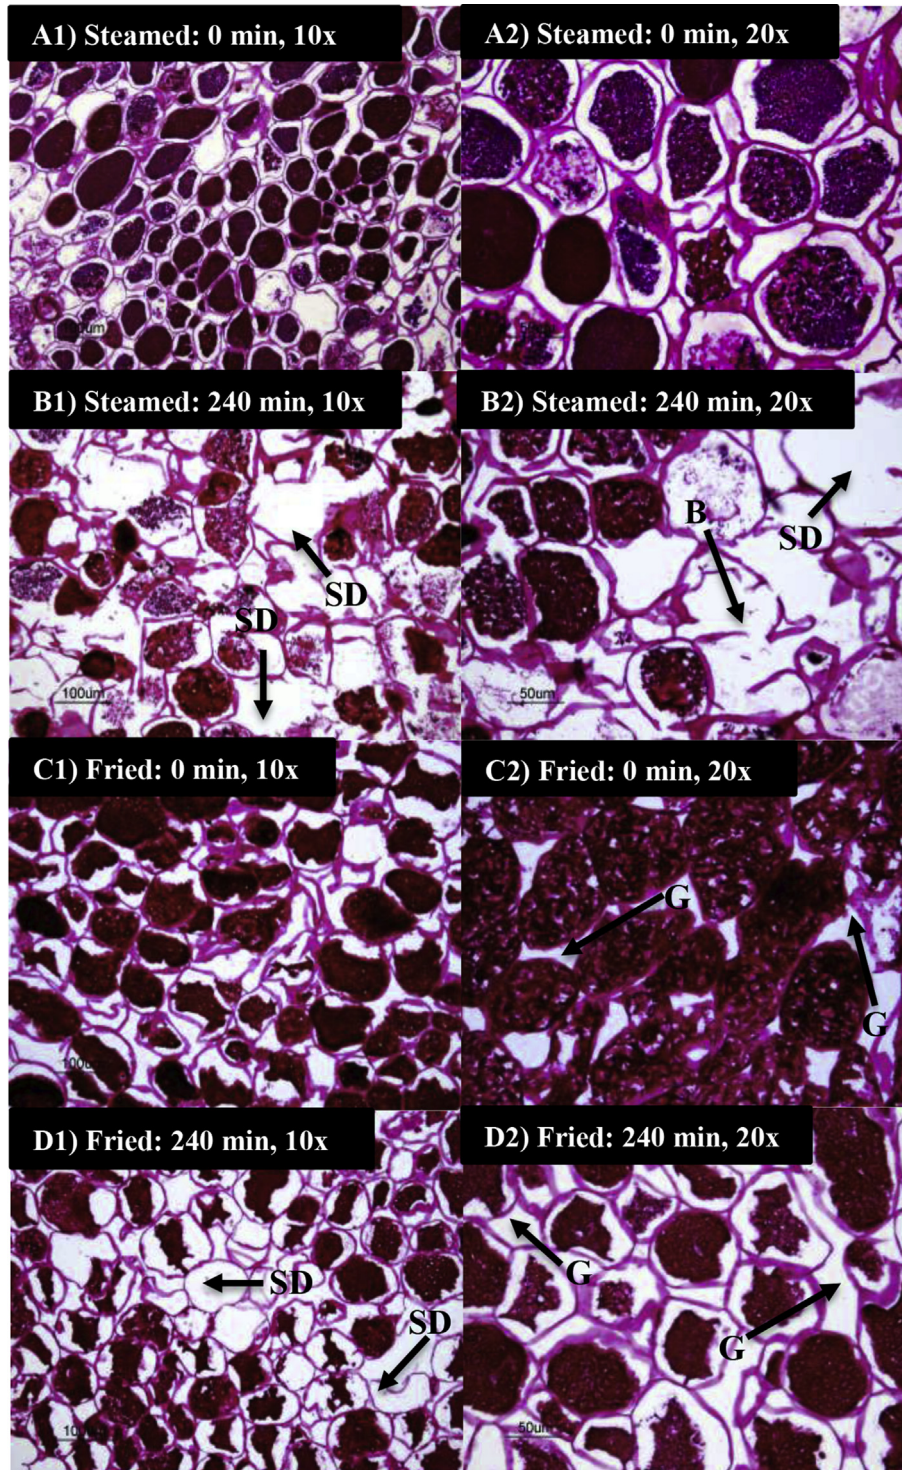 A1) Steamed: 0 min, 10x
A2) Steamed: 0 min, 20x
B1) Steamed: 240 min, 10x
SD
SD
100um
B2) Steamed: 240 min, 20x
B
SD
50um
C1) Fried: 0 min, 10x
100um
C2) Fried: 0 min, 20x
G
G
D1) Fried: 240 min, 10x
SD
SD
D2) Fried: 240 min, 20x
G
G
50um